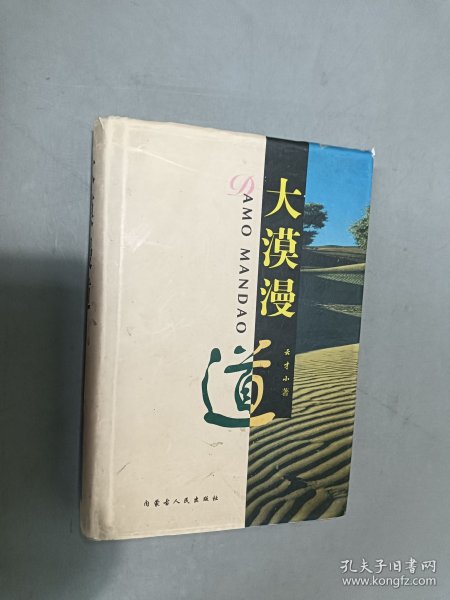 大漠漫
道
DAMO MANDAO
云才小 著
内蒙古人民出版社
孔夫子旧书网
www.kongfz.com